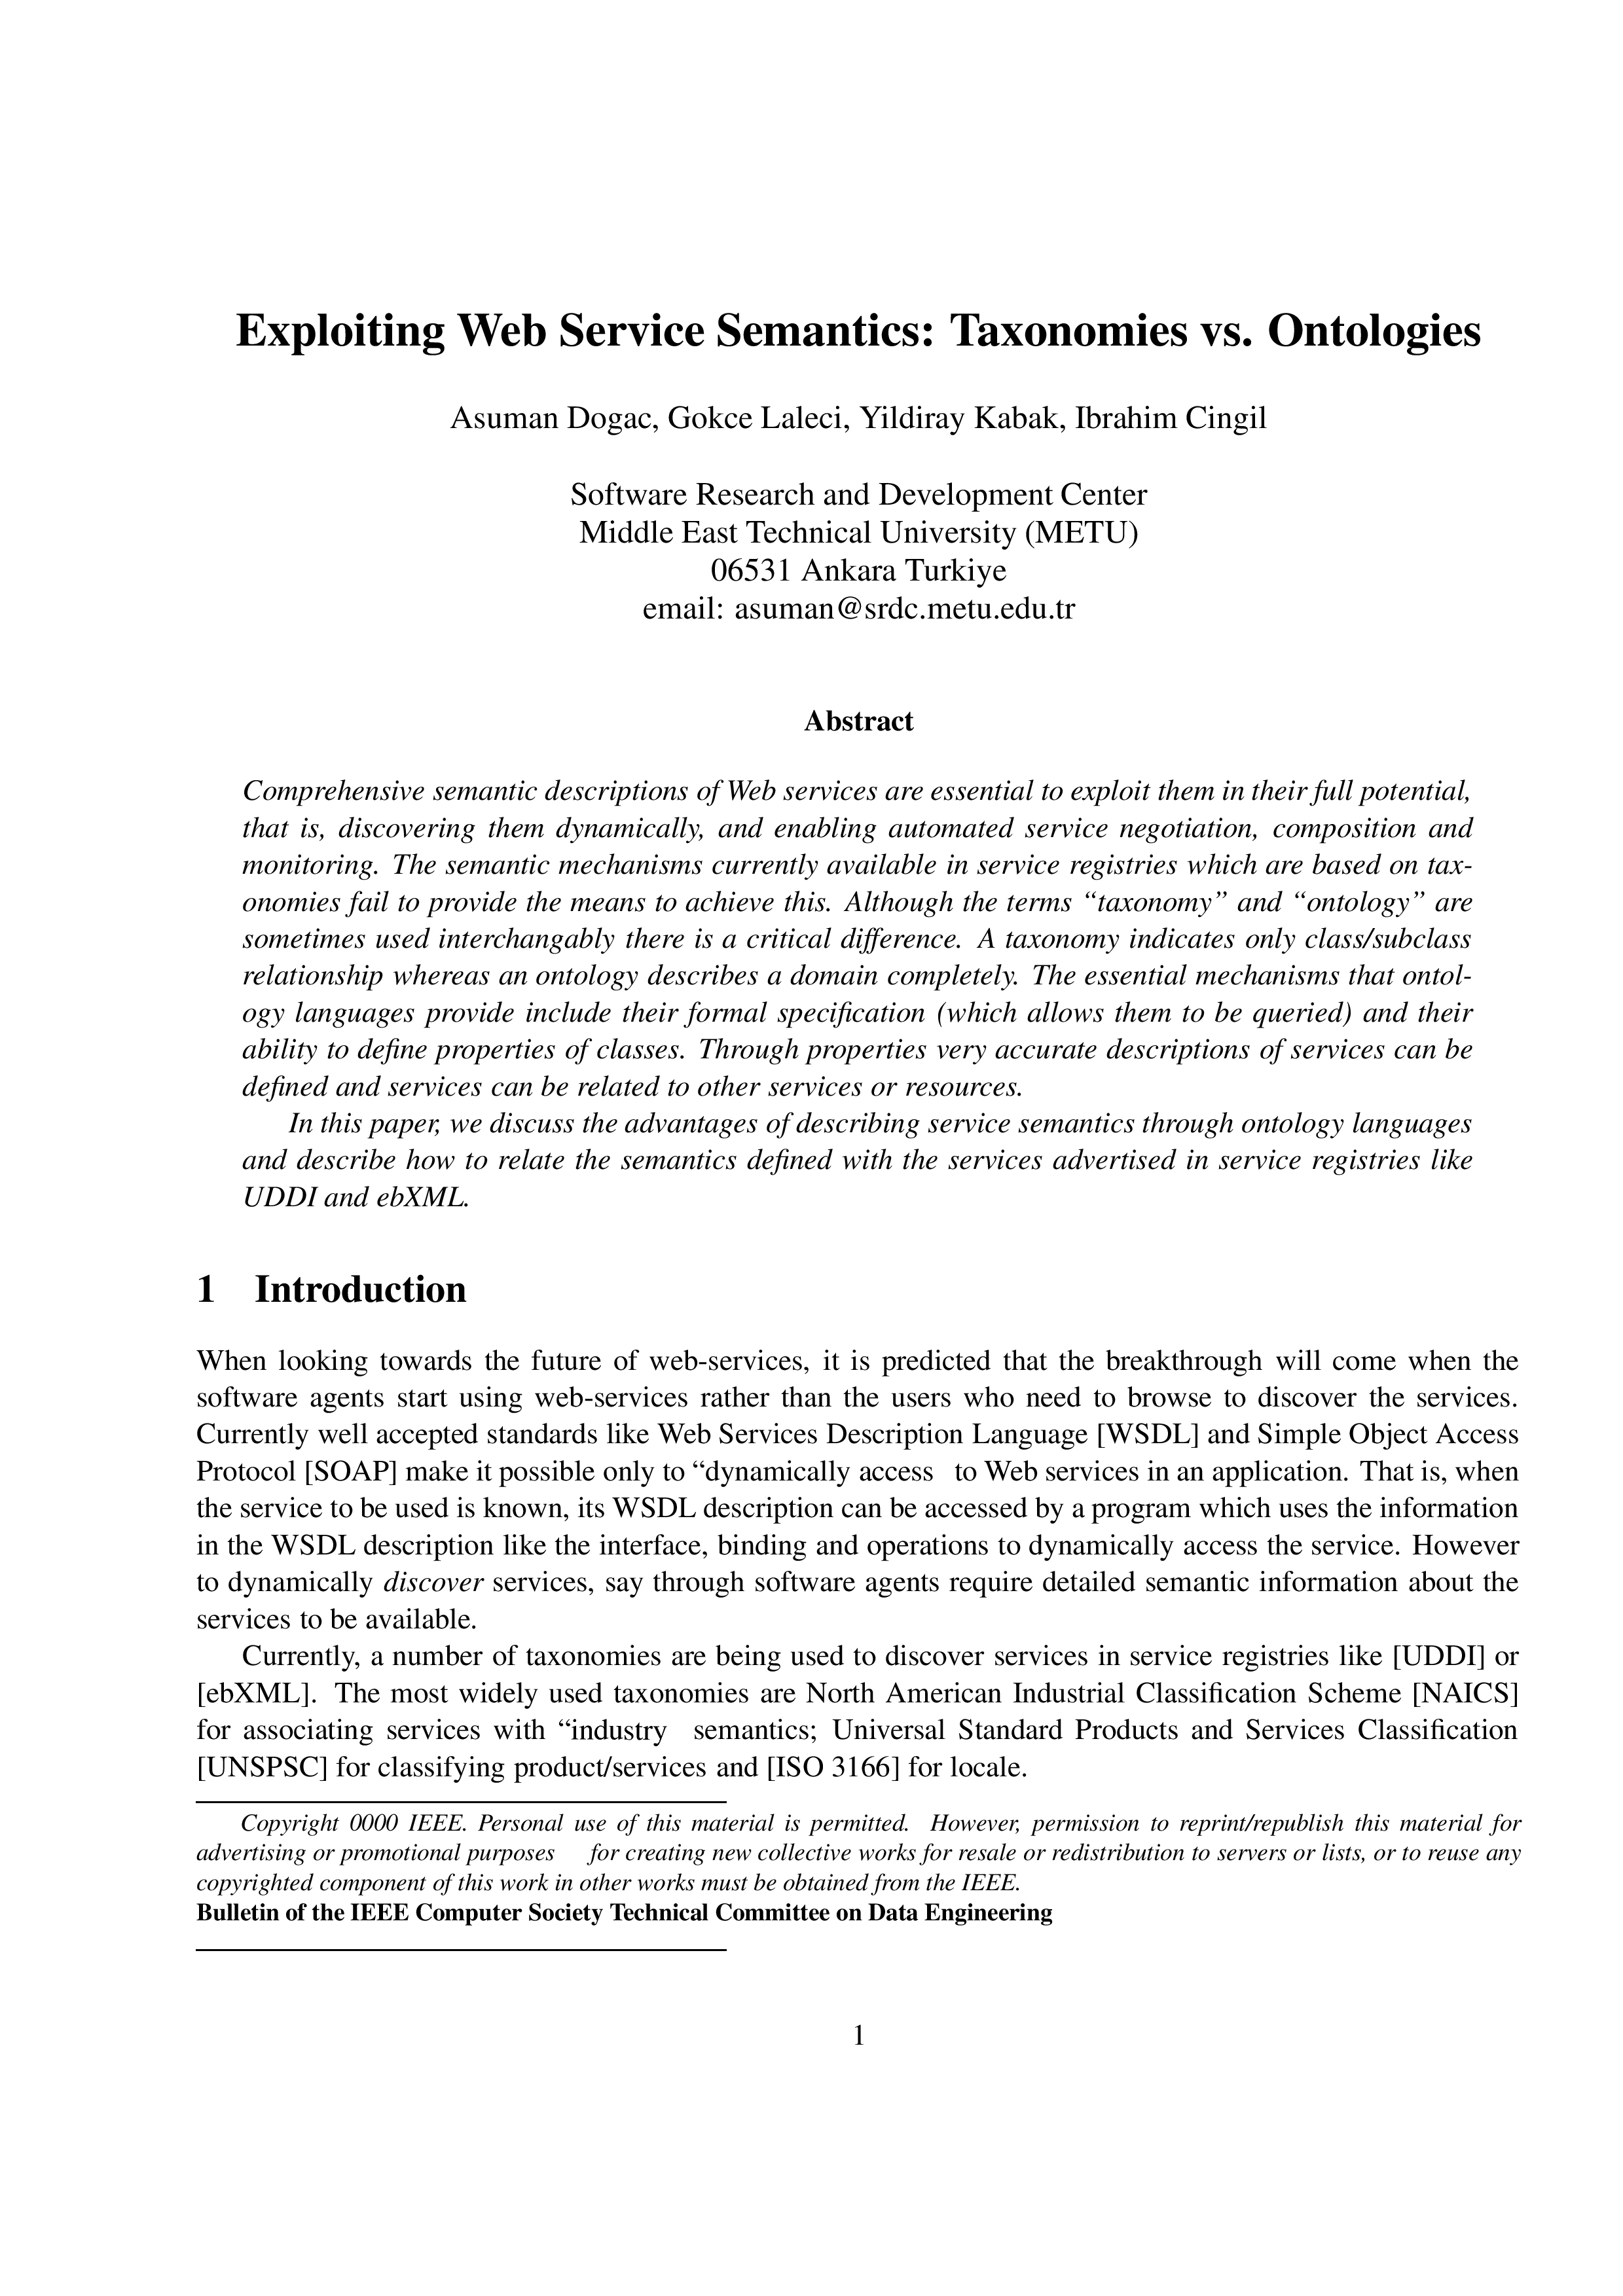 Exploiting Web Service Semantics: Taxonomies vs. Ontologies
Asuman Dogac, Gokce Laleci, Yildiray Kabak, Ibrahim Cingil
Software Research and Development Center
Middle East Technical University (METU)
06531 Ankara Turkiye
email: asuman@srdc.metu.edu.tr
Abstract
Comprehensive semantic descriptions of Web services are essential to exploit them in their full potential,
that is, discovering them dynamically, and enabling automated service negotiation, composition and
monitoring. The semantic mechanisms currently available in service registries which are based on tax-
onomies fail to provide the means to achieve this. Although the terms “taxonomy” and “ontology” are
sometimes used interchangably there is a critical difference. A taxonomy indicates only class/subclass
relationship whereas an ontology describes a domain completely. The essential mechanisms that ontol-
ogy languages provide include their formal specification (which allows them to be queried) and their
ability to define properties of classes. Through properties very accurate descriptions of services can be
defined and services can be related to other services or resources.
In this paper, we discuss the advantages of describing service semantics through ontology languages
and describe how to relate the semantics defined with the services advertised in service registries like
UDDI and ebXML.
1 Introduction
When looking towards the future of web-services, it is predicted that the breakthrough will come when the
software agents start using web-services rather than the users who need to browse to discover the services.
Currently well accepted standards like Web Services Description Language [WSDL] and Simple Object Access
Protocol [SOAP] make it possible only to “dynamically access to Web services in an application. That is, when
the service to be used is known, its WSDL description can be accessed by a program which uses the information
in the WSDL description like the interface, binding and operations to dynamically access the service. However
to dynamically discover services, say through software agents require detailed semantic information about the
services to be available.
Currently, a number of taxonomies are being used to discover services in service registries like [UDDI] or
[ebXML]. The most widely used taxonomies are North American Industrial Classification Scheme [NAICS]
for associating services with “industry semantics; Universal Standard Products and Services Classification
[UNSPSC] for classifying product/services and [ISO 3166] for locale.
Copyright 0000 IEEE. Personal use of this material is permitted. However, permission to reprint/republish this material for
advertising or promotional purposes for creating new collective works for resale or redistribution to servers or lists, or to reuse any
copyrighted component of this work in other works must be obtained from the IEEE.
Bulletin of the IEEE Computer Society Technical Committee on Data Engineering
1